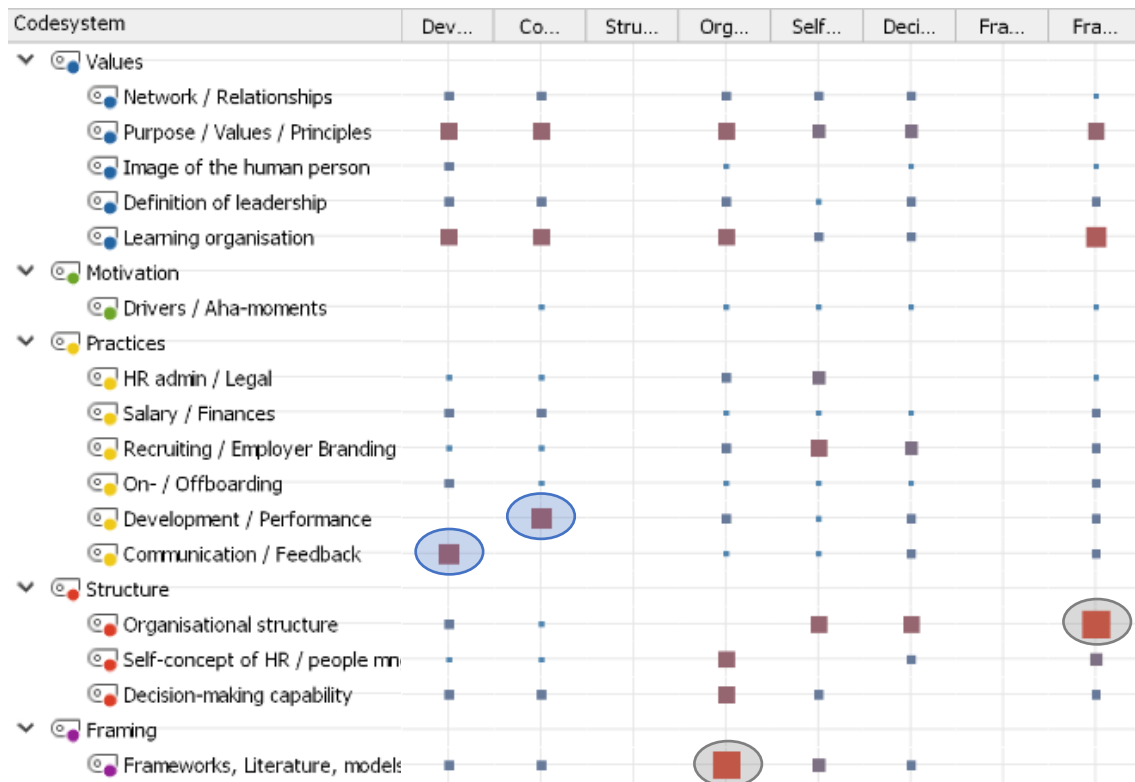 Codesystem Dev... Co... Stru... Org... Self... Deci... Fra... Fra...
Values
Network / Relationships
Purpose / Values / Principles
Image of the human person
Definition of leadership
Learning organisation
Motivation
Drivers / Aha-moments
Practices
HR admin / Legal
Salary / Finances
Recruiting / Employer Branding
On- / Offboarding
Development / Performance
Communication / Feedback
Structure
Organisational structure
Self-concept of HR / people mn
Decision-making capability
Framing
Frameworks, Literature, models